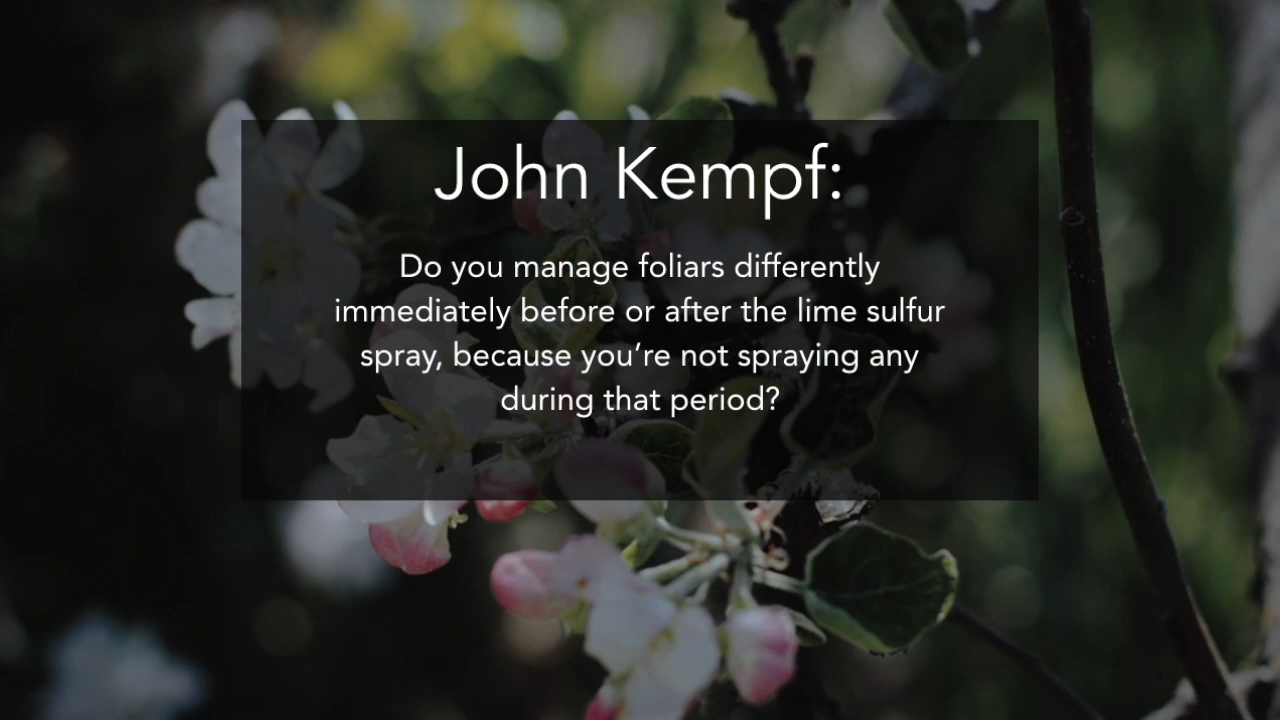 John Kempf:
Do you manage foliars differently
immediately before or after the lime sulfur
spray, because you’re not spraying any
during that period?